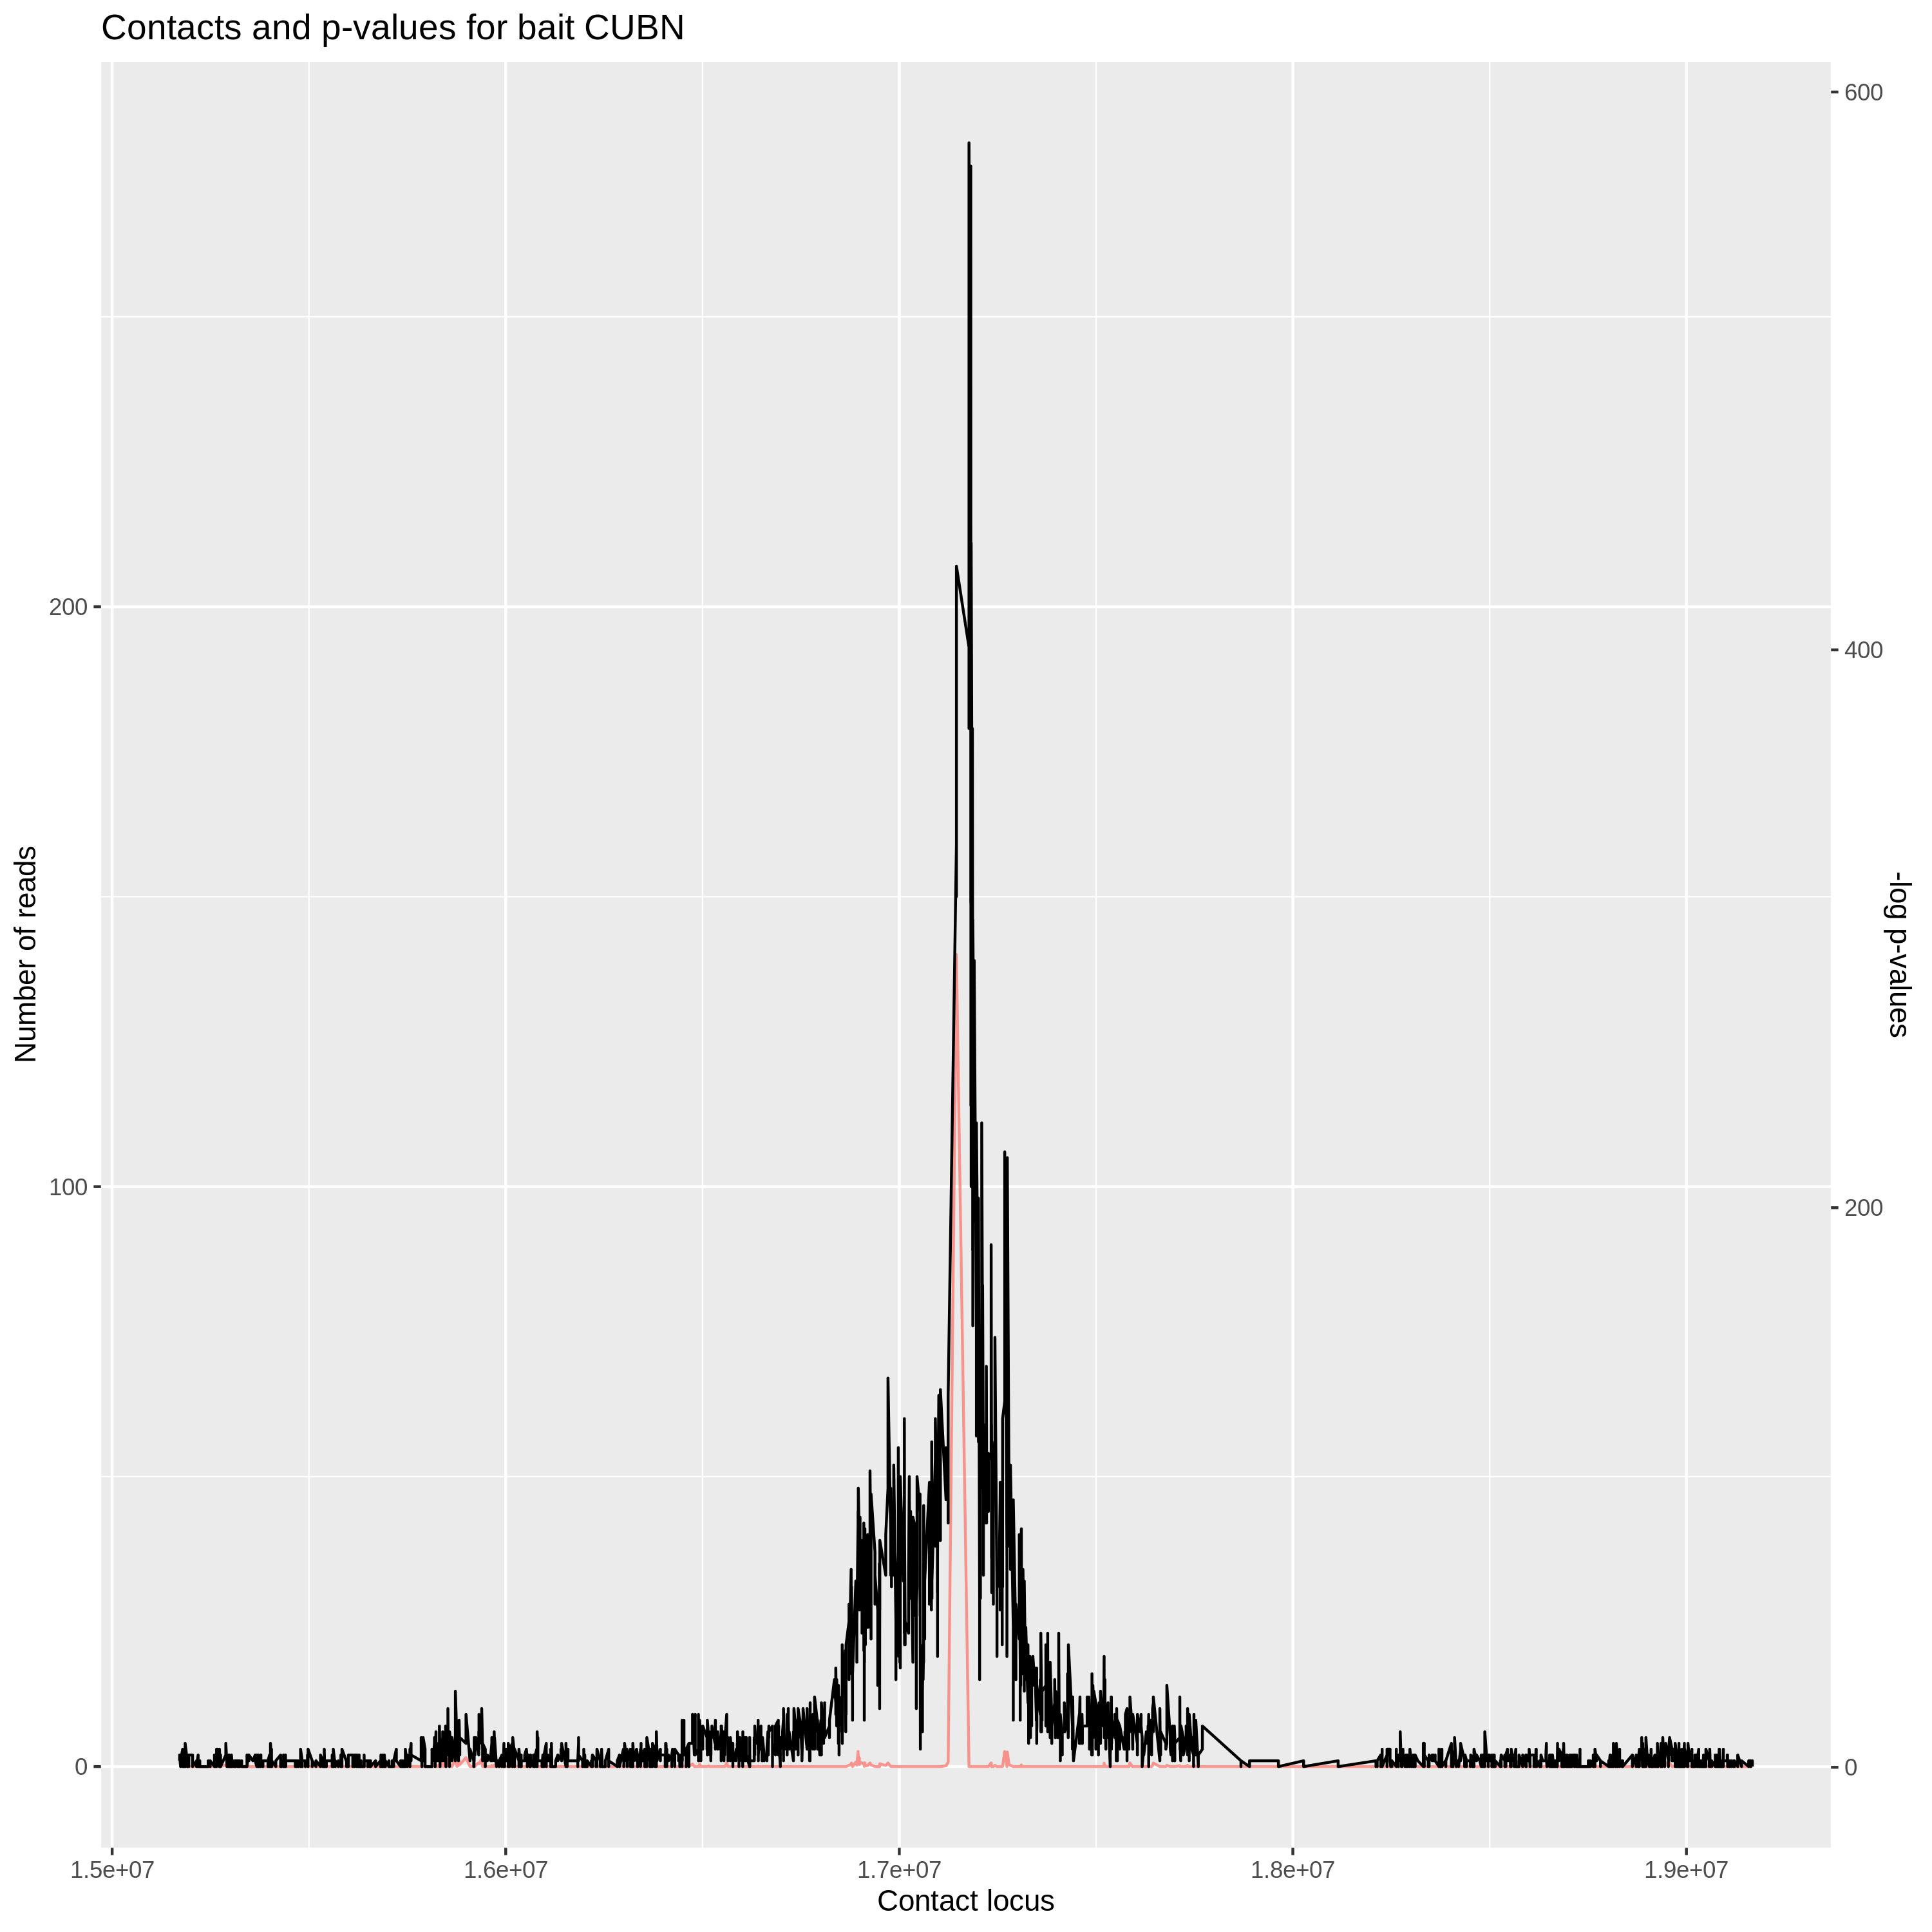 Contacts and p-values for bait CUBN
600
400
200
0
200
100
0
Number of reads
-log p-values
1.5e+07
1.6e+07
1.7e+07
1.8e+07
1.9e+07
Contact locus